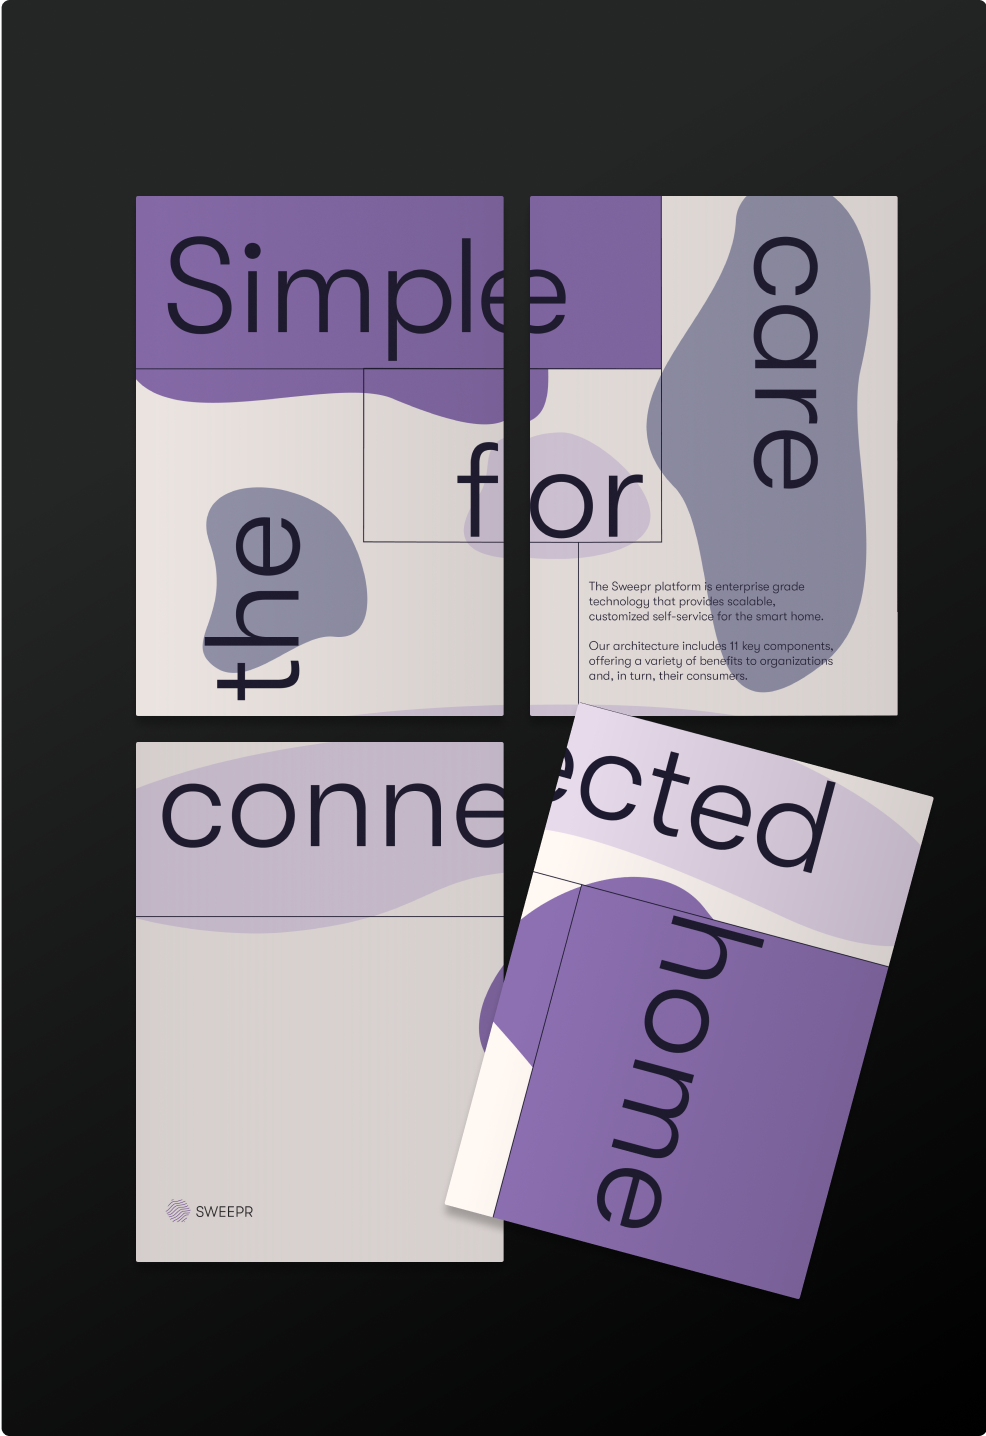 Simple
care
for
the
The Sweepr platform is enterprise grade
technology that provides scalable,
customized self-service for the smart home.
Our architecture includes 11 key components,
offering a variety of benefits to organizations
and, in turn, their consumers.
connected
home
SWEEPR